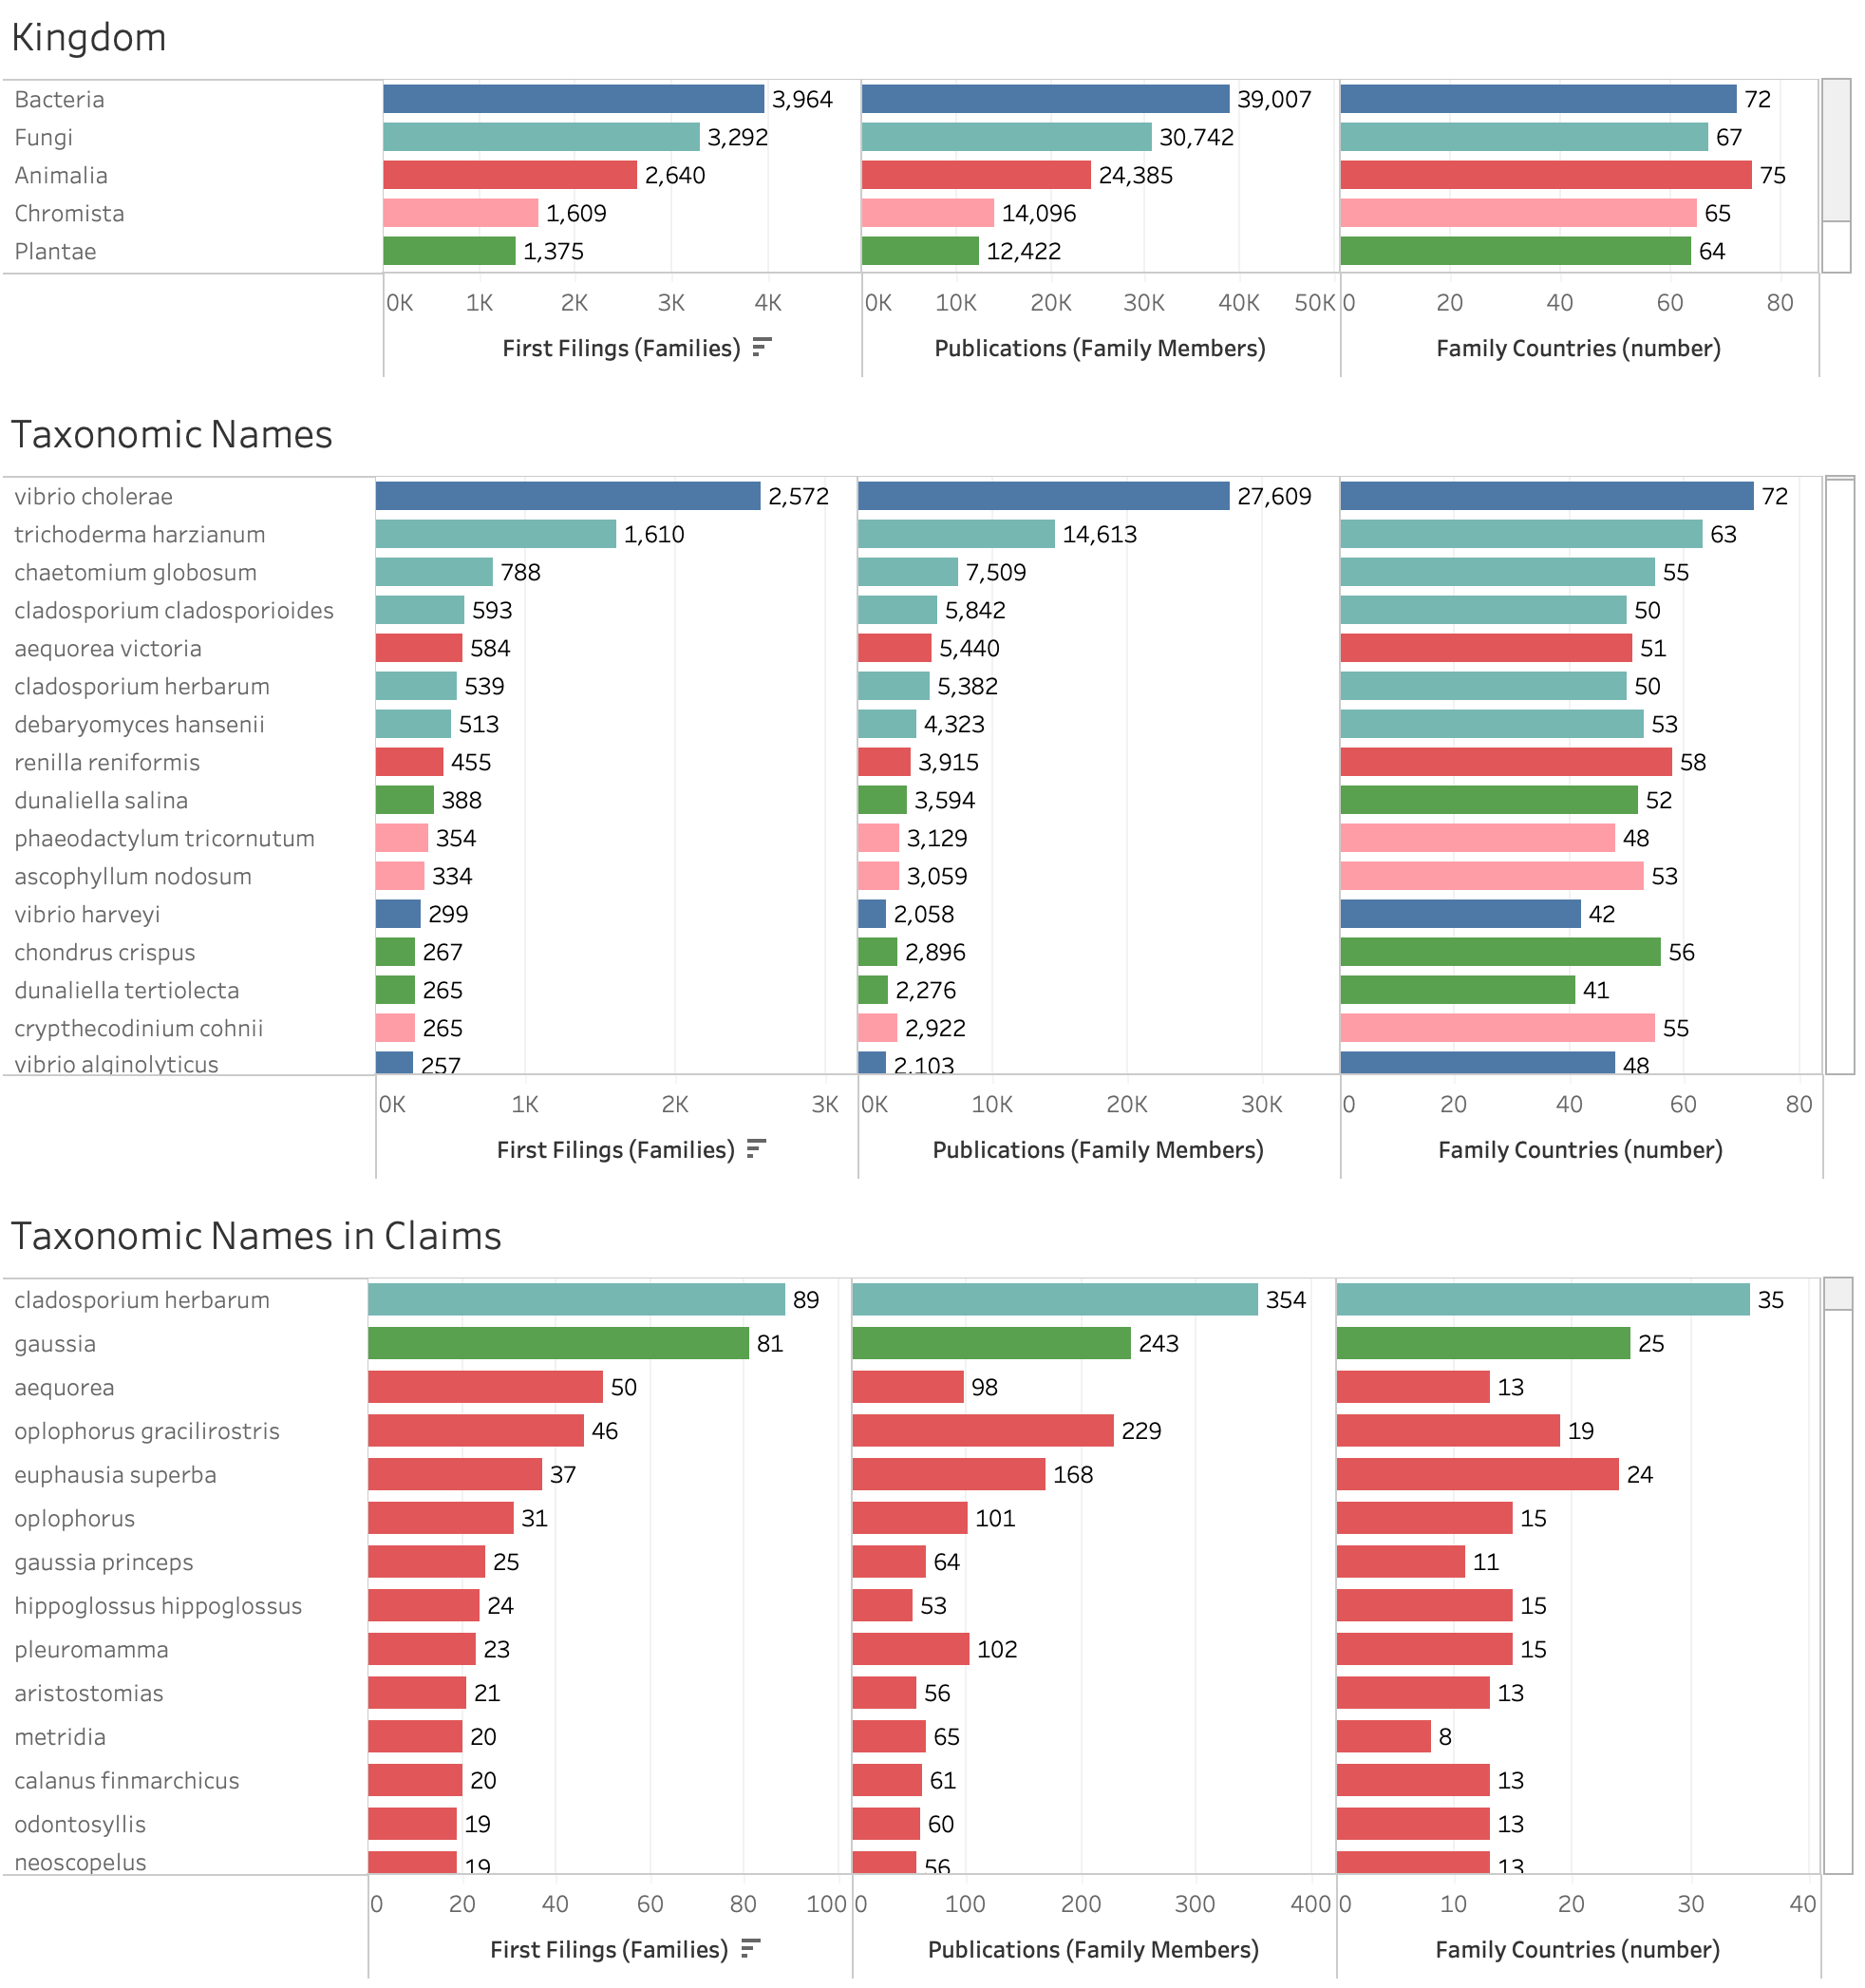 Kingdom
Bacteria 3,964 39,007 72
Fungi 3,292 30,742 67
Animalia 2,640 24,385 75
Chromista 1,609 14,096 65
Plantae 1,375 12,422 64
0K 1K 2K 3K 4K 0K 10K 20K 30K 40K 50K 0 20 40 60 80
First Filings (Families) Publications (Family Members) Family Countries (number)
Taxonomic Names
vibrio cholerae 2,572 27,609 72
trichoderma harzianum 1,610 14,613 63
chaetomium globosum 788 7,509 55
cladosporium cladosporioides 593 5,842 50
aequorea victoria 584 5,440 51
cladosporium herbarum 539 5,382 50
debaryomyces hansenii 513 4,323 53
renilla reniformis 455 3,915 58
dunaliella salina 388 3,594 52
phaeodactylum tricornutum 354 3,129 48
ascophyllum nodosum 334 3,059 53
vibrio harveyi 299 2,058 42
chondrus crispus 267 2,896 56
dunaliella tertiolecta 265 2,276 41
crypthecodinium cohnii 265 2,922 55
vibrio alginolyticus 257 2,103 48
0K 1K 2K 3K 0K 10K 20K 30K 0 20 40 60 80
First Filings (Families) Publications (Family Members) Family Countries (number)
Taxonomic Names in Claims
cladosporium herbarum 89 354 35
gaussia 81 243 25
aequorea 50 98 13
oplophorus gracilirostris 46 229 19
euphausia superba 37 168 24
oplophorus 31 101 15
gaussia princeps 25 64 11
hippoglossus hippoglossus 24 53 15
pleuromamma 23 102 15
aristostomias 21 56 13
metridia 20 65 8
calanus finmarchicus 20 61 13
odontosyllis 19 60 13
neoscopelus 19 56 13
0 20 40 60 80 100 0 100 200 300 400 0 10 20 30 40
First Filings (Families) Publications (Family Members) Family Countries (number)